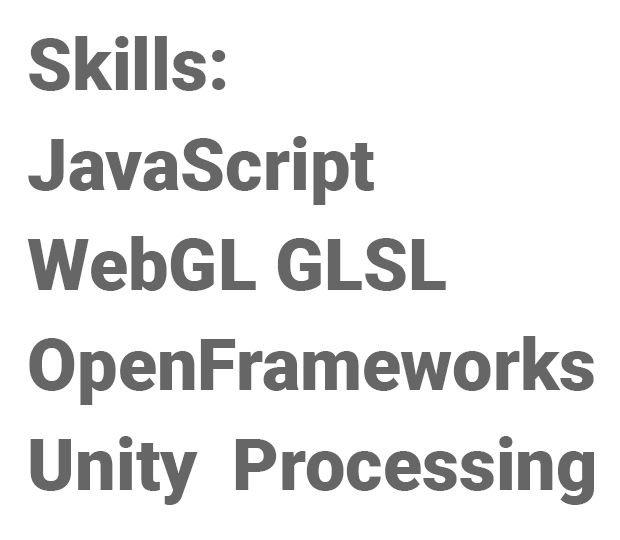 Skills:
JavaScript
WebGL GLSL
OpenFrameworks
Unity  Processing